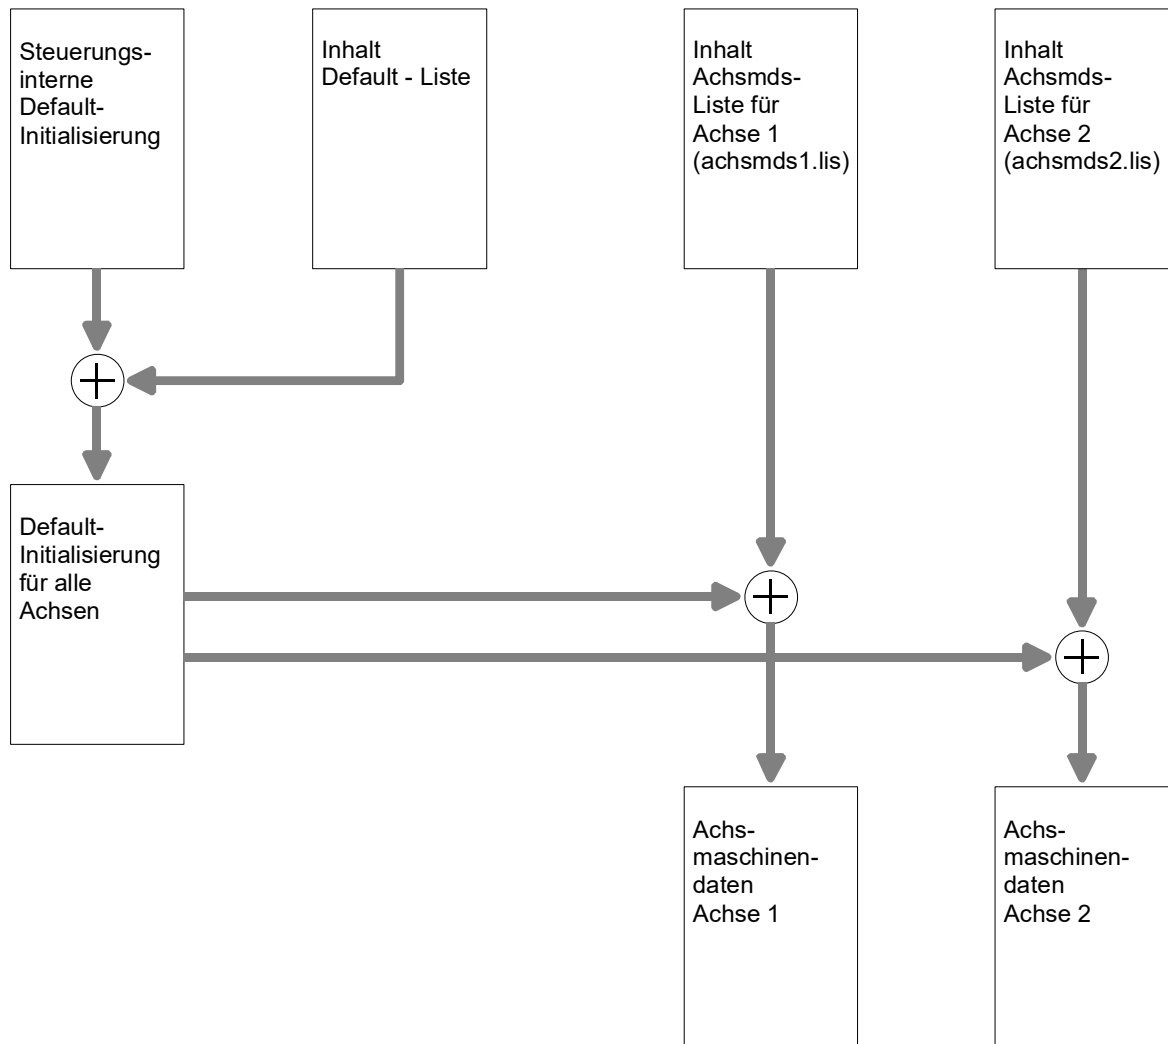 Steuerungs-
interne
Default-
Initialisierung
Inhalt
Default - Liste
Inhalt
Achsmds-
Liste für
Achse 1
(achsmds1.lis)
Inhalt
Achsmds-
Liste für
Achse 2
(achsmds2.lis)
Default-
Initialisierung
für alle
Achsen
Achs-
maschinen-
daten
Achse 1
Achs-
maschinen-
daten
Achse 2